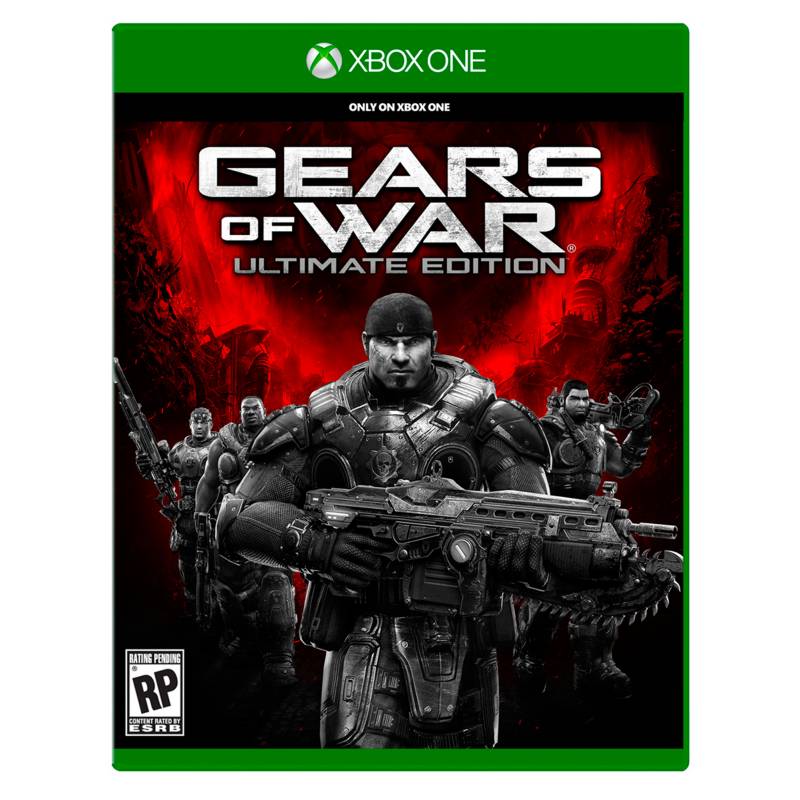 XBOX ONE
ONLY ON XBOX ONE
GEARS
OF WAR®
ULTIMATE EDITION
RATING PENDING
RP
CONTENT RATED BY
ESRB